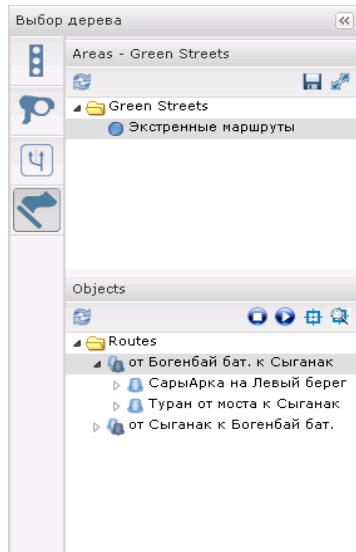 Выбор дерева
Areas - Green Streets
Green Streets
Экстренные маршруты
Objects
Routes
от Богенбай бат. к Сыганак
СарыАрка на Левый берег
Туран от моста к Сыганак
от Сыганак к Богенбай бат.